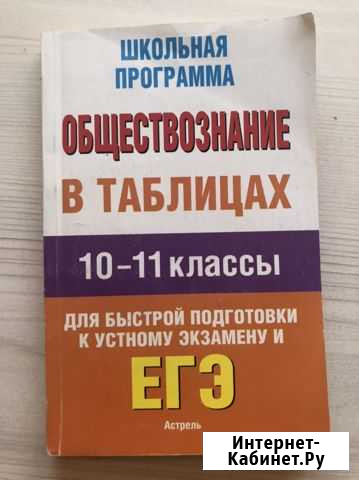 ШКОЛЬНАЯ
ПРОГРАММА
ОБЩЕСТВОЗНАНИЕ
В ТАБЛИЦАХ
10–11 КЛАССЫ
ДЛЯ БЫСТРОЙ ПОДГОТОВКИ
К УСТНОМУ ЭКЗАМЕНУ И
ЕГЭ
Астрель
Интернет-
Кабинет.Ру